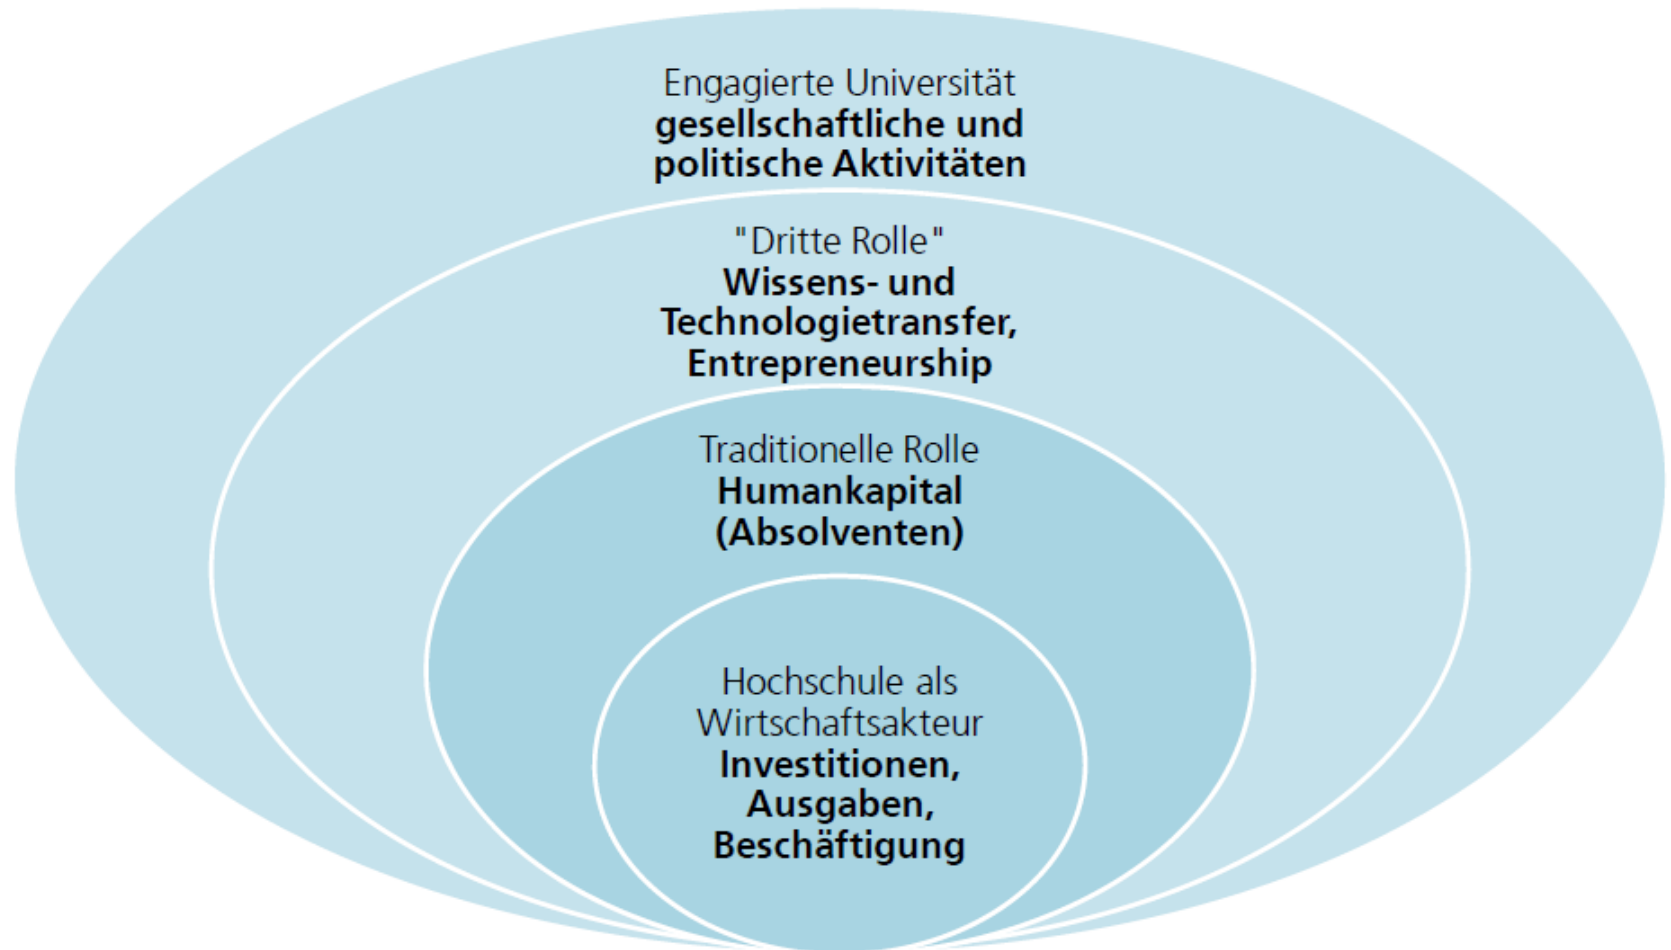 Engagierte Universität
gesellschaftliche und
politische Aktivitäten
"Dritte Rolle"
Wissens- und
Technologietransfer,
Entrepreneurship
Traditionelle Rolle
Humankapital
(Absolventen)
Hochschule als
Wirtschaftsakteur
Investitionen,
Ausgaben,
Beschäftigung